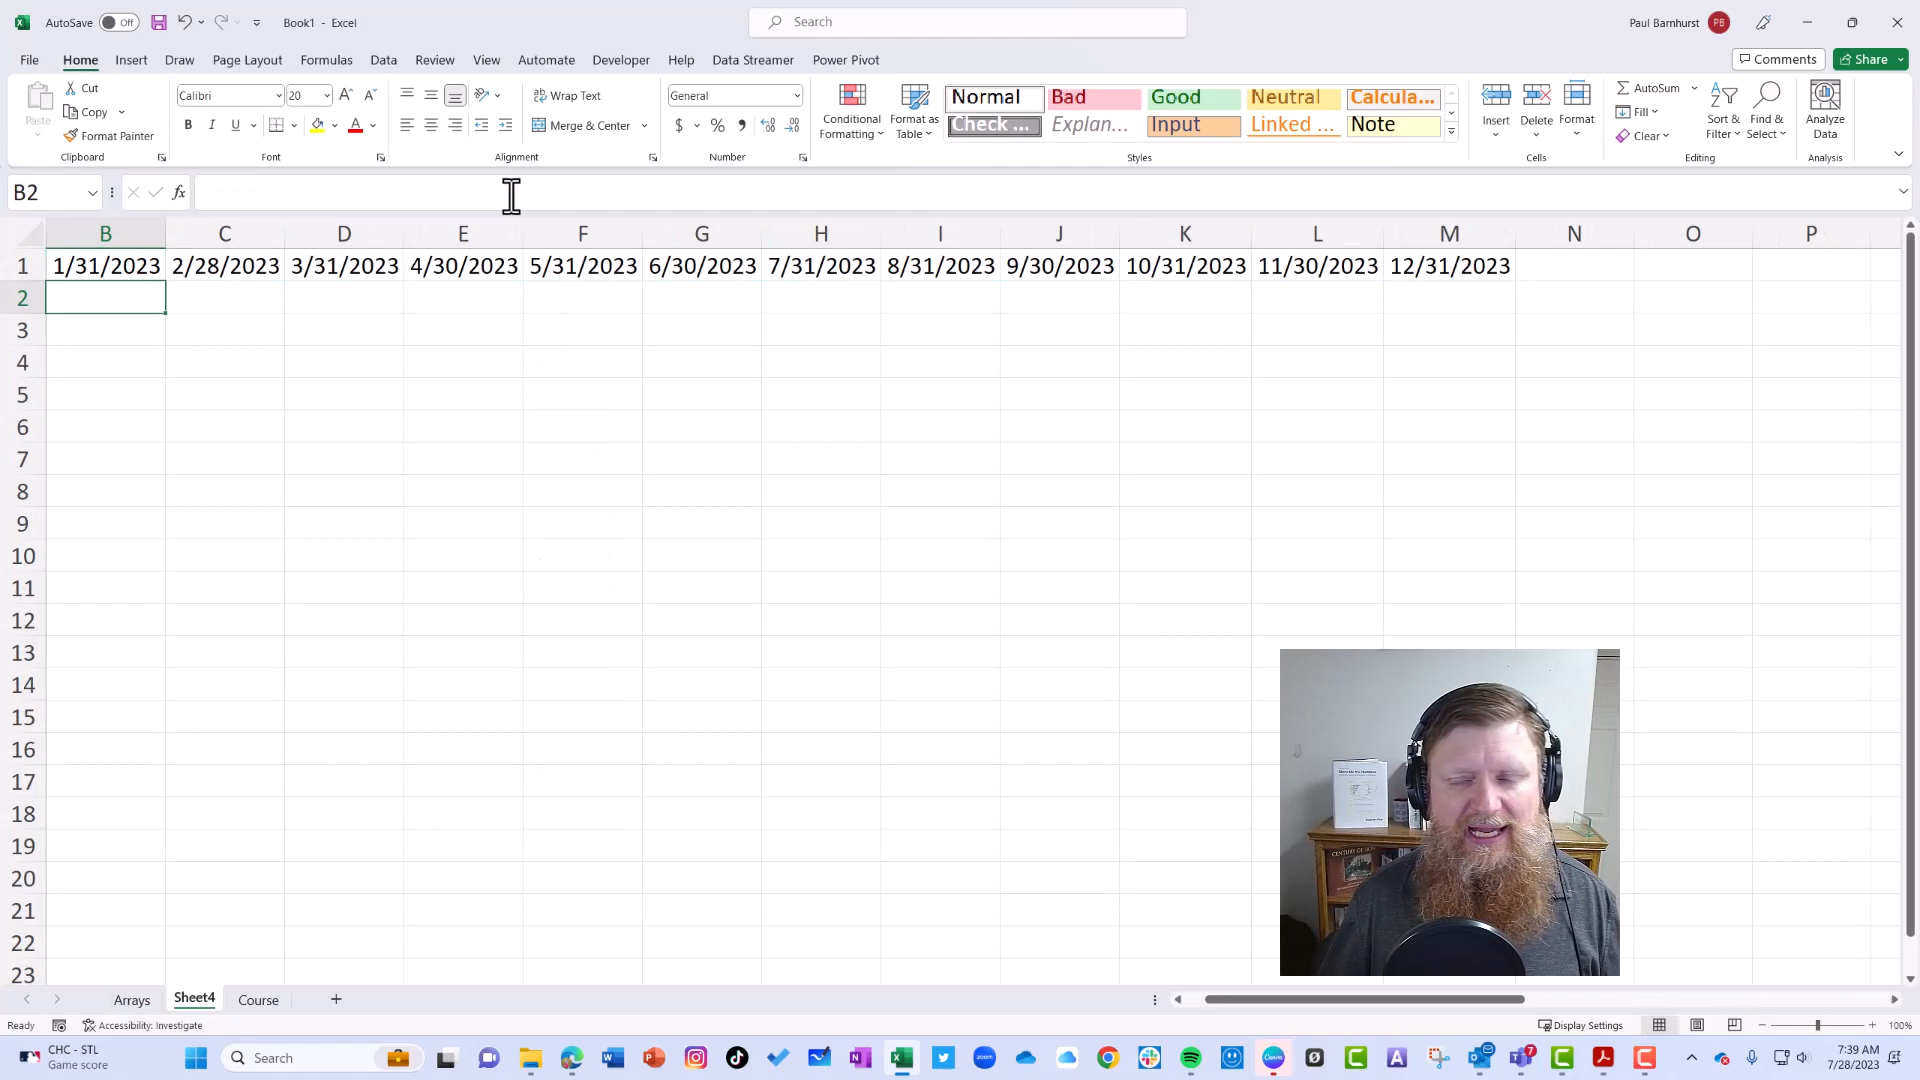 AutoSave Off Book1 - Excel Search Paul Barnhurst PB
File Home Insert Draw Page Layout Formulas Data Review View Automate Developer Help Data Streamer Power Pivot Comments Share
Paste Cut Copy Format Painter Clipboard
Calibri 20 A A B I U A Font
ab Wrap Text Merge & Center Alignment
General $ % Number
Conditional Formatting Format as Table
Normal Bad Good Neutral Calcula...
Check ... Explan... Input Linked ... Note
Styles
Insert Delete Format Cells
AutoSum Fill Clear Sort & Filter Find & Select Editing
Analyze Data Analysis
B2 fx
B C D E F G H I J K L M N O P
1 1/31/2023 2/28/2023 3/31/2023 4/30/2023 5/31/2023 6/30/2023 7/31/2023 8/31/2023 9/30/2023 10/31/2023 11/30/2023 12/31/2023
2
3
4
5
6
7
8
9
10
11
12
13
14
15
16
17
18
19
20
21
22
23
Arrays Sheet4 Course
Ready Accessibility: Investigate Display Settings 100%
CHC - STL
Game score
Search
7:39 AM
7/28/2023